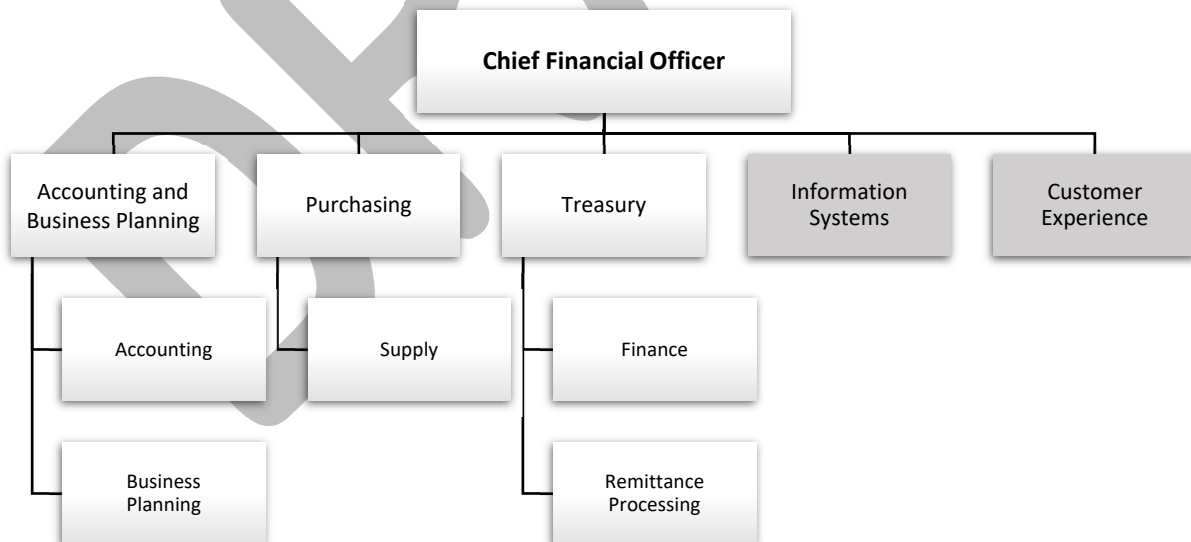 Chief Financial Officer
Accounting and
Business Planning
Purchasing
Treasury
Information
Systems
Customer
Experience
Accounting
Supply
Finance
Business
Planning
Remittance
Processing